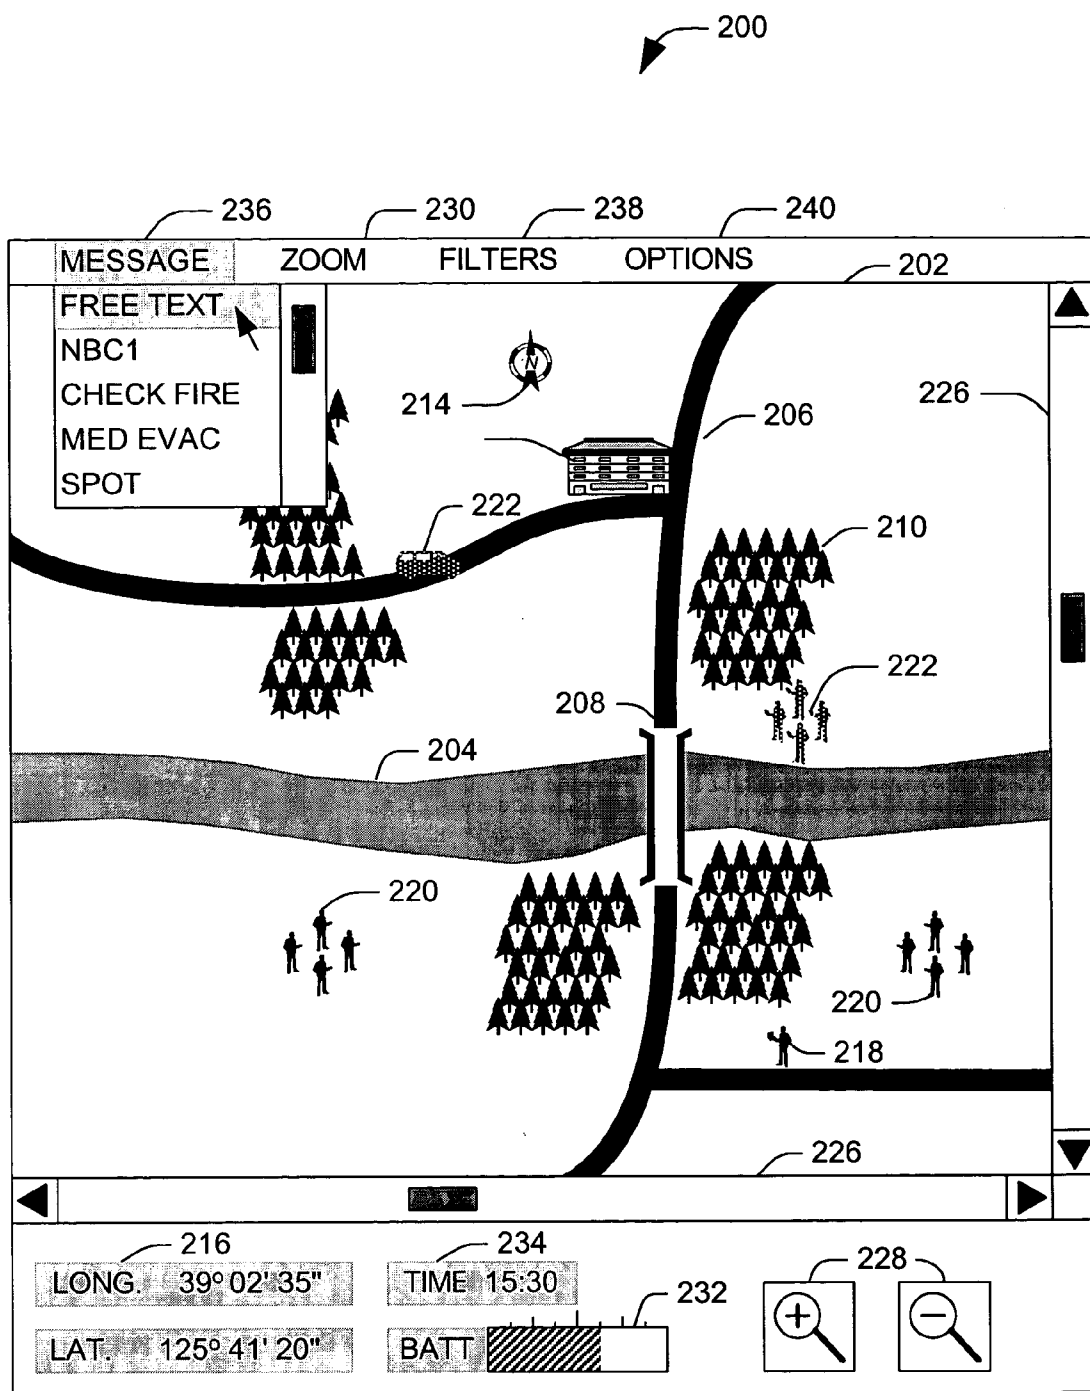 200
236 230 238 240
MESSAGE ZOOM FILTERS OPTIONS
202
FREE TEXT
NBC1
CHECK FIRE
MED EVAC
SPOT
N
214
206
226
222
210
222
208
204
220
220
218
226
216 234
LONG. 39º 02' 35" TIME 15:30
228
232
LAT. 125º 41' 20" BATT